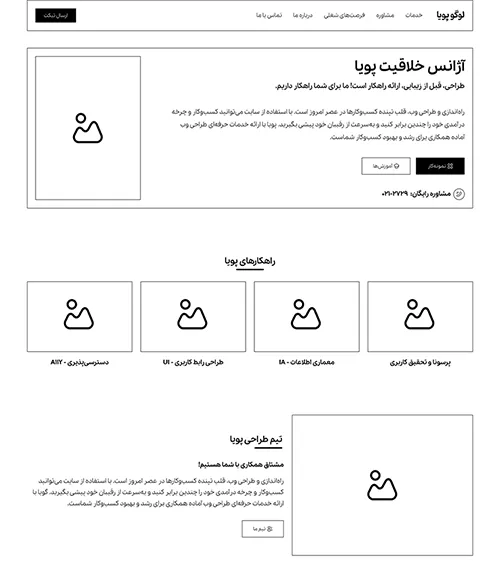 لوگو پویا
خدمات
مشاوره
فرصت‌های شغلی
درباره ما
تماس با ما
ارسال تیکت
آژانس خلاقیت پویا
طراحی، قبل از زیبایی، ارائه راهکار است! ما برای شما راهکار داریم.
راه‌اندازی و طراحی وب، قلب تپنده کسب‌وکارها در عصر امروز است. با استفاده از سایت می‌توانید کسب‌وکار و چرخه
درآمدی خود را چندین برابر کنید و به‌سرعت از رقیبان خود پیشی بگیرید. پویا با ارائه خدمات حرفه‌ای طراحی وب
آماده همکاری برای رشد و بهبود کسب‌وکار شماست.
نمونه‌کار
آموزش‌ها
مشاوره رایگان: ۰۲۱۰۲۷۲۹
راهکارهای پویا
پرسونا و تحقیق کاربری
معماری اطلاعات - IA
طراحی رابط کاربری - UI
دسترسی‌پذیری - A11Y
تیم طراحی پویا
مشتاق همکاری با شما هستیم!
راه‌اندازی و طراحی وب، قلب تپنده کسب‌وکارها در عصر امروز است. با استفاده از سایت می‌توانید
کسب‌وکار و چرخه درآمدی خود را چندین برابر کنید و به‌سرعت از رقیبان خود پیشی بگیرید. گویا با
ارائه خدمات حرفه‌ای طراحی وب آماده همکاری برای رشد و بهبود کسب‌وکار شماست.
تیم ما